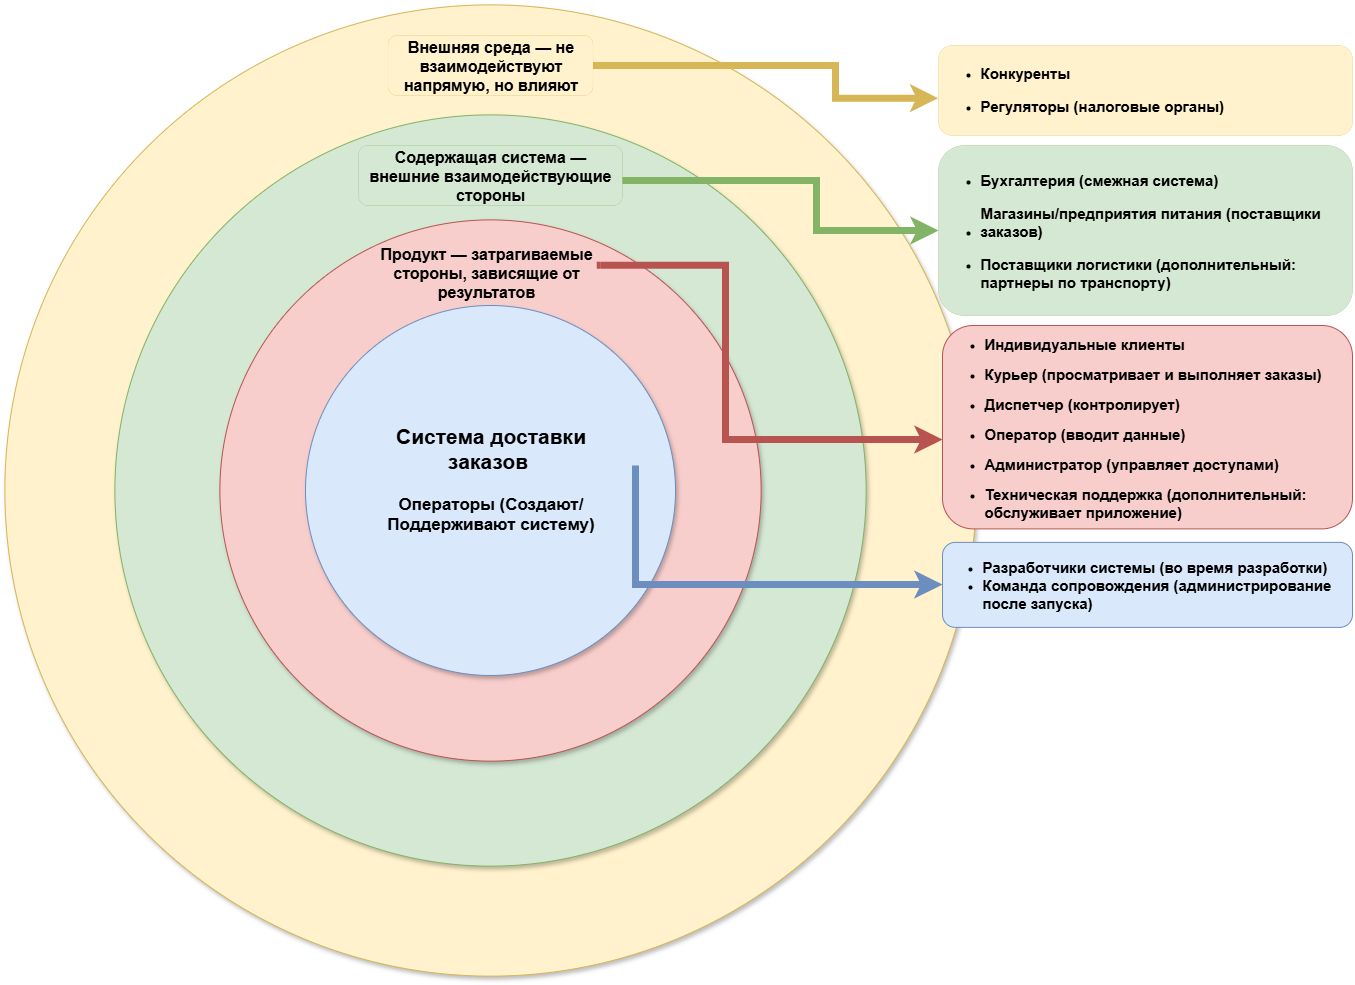 Внешняя среда — не
взаимодействуют
напрямую, но влияют
• Конкуренты
• Регуляторы (налоговые органы)
Содержащая система —
внешние взаимодействующие
стороны
• Бухгалтерия (смежная система)
Магазины/предприятия питания (поставщики
• заказов)
• Поставщики логистики (дополнительный:
партнеры по транспорту)
Продукт — затрагиваемые
стороны, зависящие от
результатов
• Индивидуальные клиенты
• Курьер (просматривает и выполняет заказы)
• Диспетчер (контролирует)
• Оператор (вводит данные)
• Администратор (управляет доступами)
• Техническая поддержка (дополнительный:
обслуживает приложение)
Система доставки
заказов
Операторы (Создают/
Поддерживают систему)
• Разработчики системы (во время разработки)
• Команда сопровождения (администрирование
после запуска)